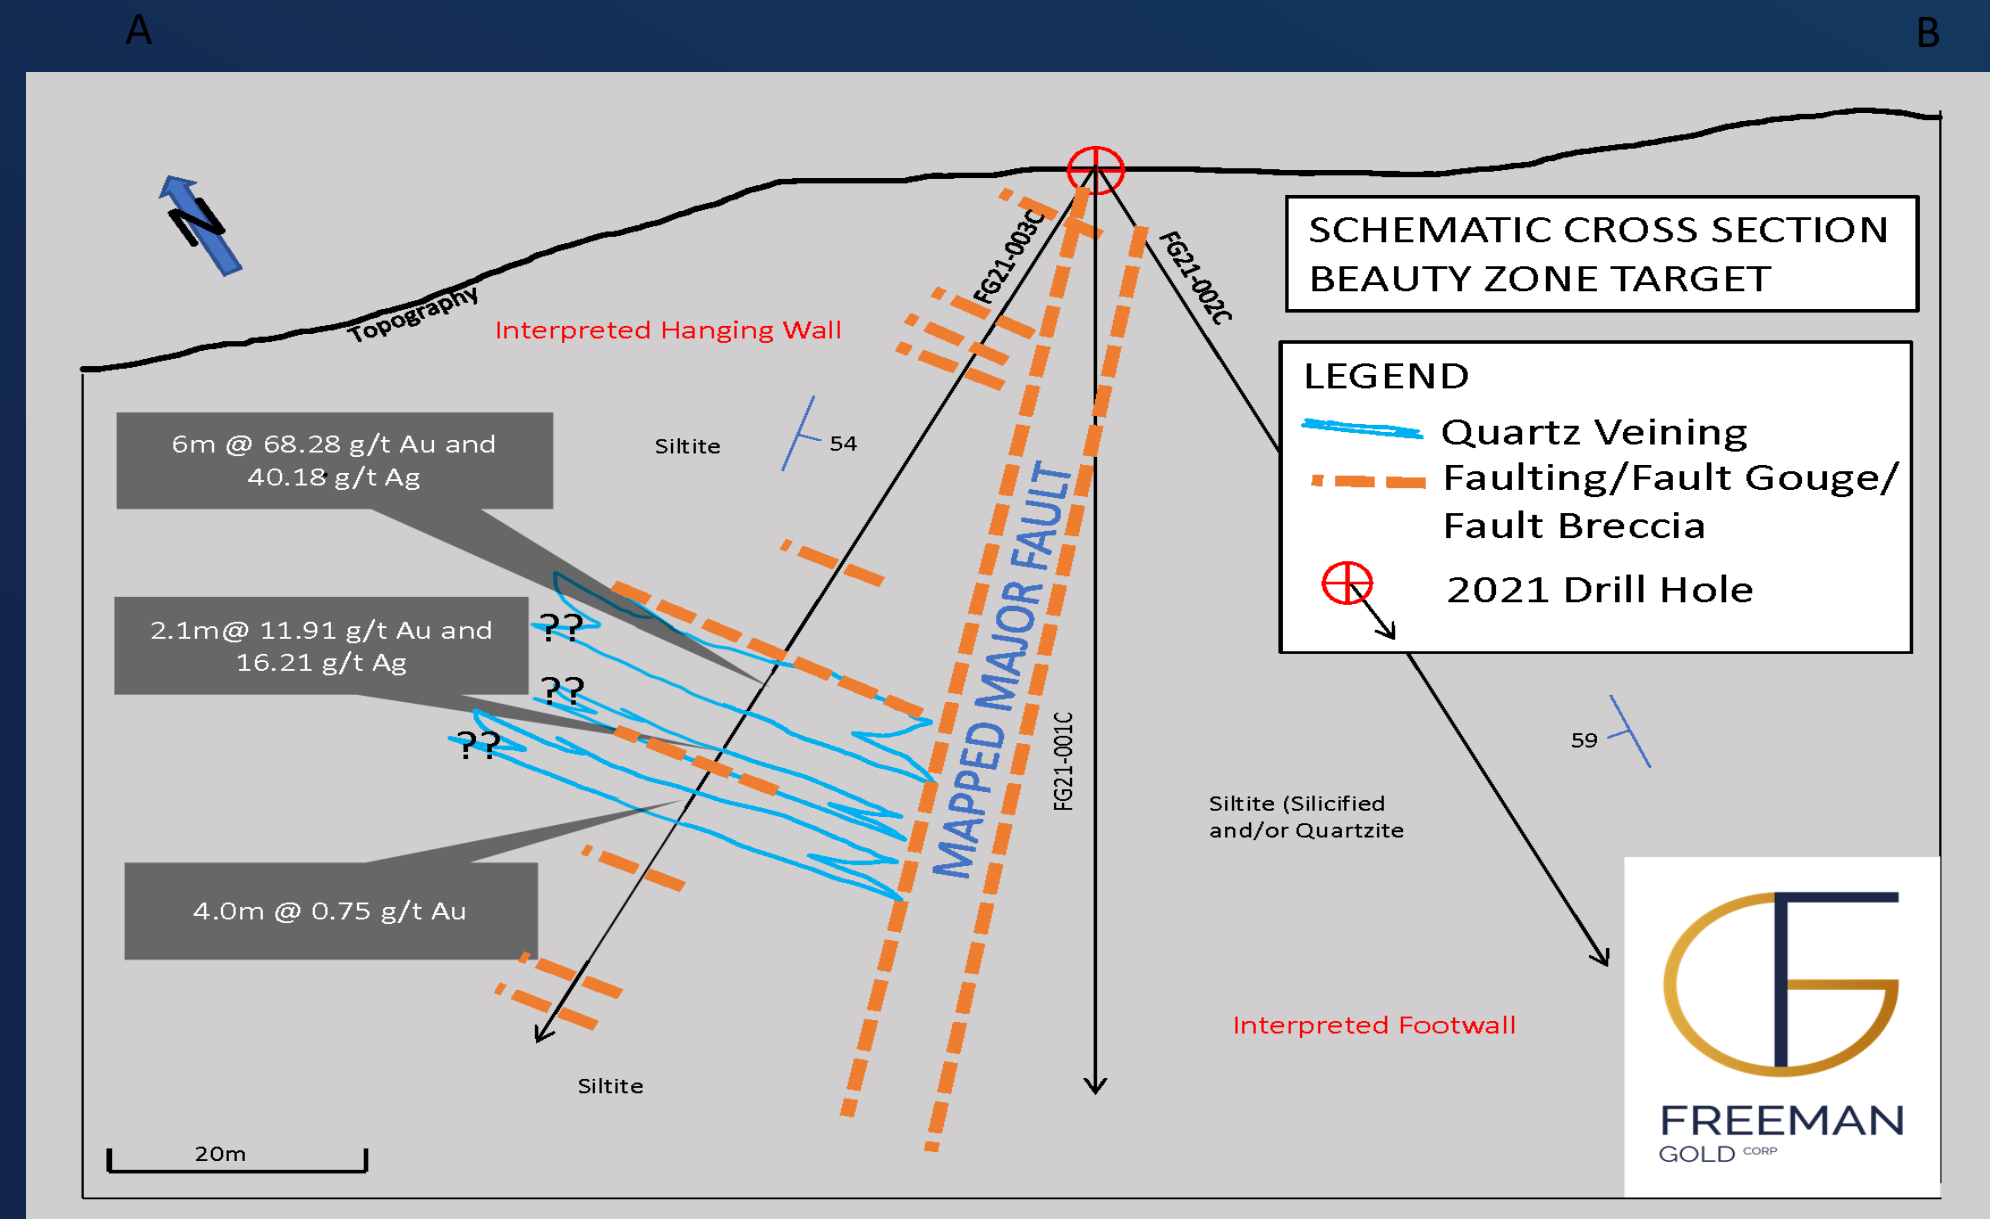 A
B
N
Topography
Interpreted Hanging Wall
FG21-003C
FG21-002C
SCHEMATIC CROSS SECTION
BEAUTY ZONE TARGET
LEGEND
Quartz Veining
Faulting/Fault Gouge/
Fault Breccia
2021 Drill Hole
6m @ 68.28 g/t Au and
40.18 g/t Ag
Siltite
54
MAPPED MAJOR FAULT
2.1m@ 11.91 g/t Au and
16.21 g/t Ag
??
??
??
FG21-001C
59
Siltite (Silicified
and/or Quartzite
4.0m @ 0.75 g/t Au
Interpreted Footwall
Siltite
20m
FREEMAN
GOLD CORP